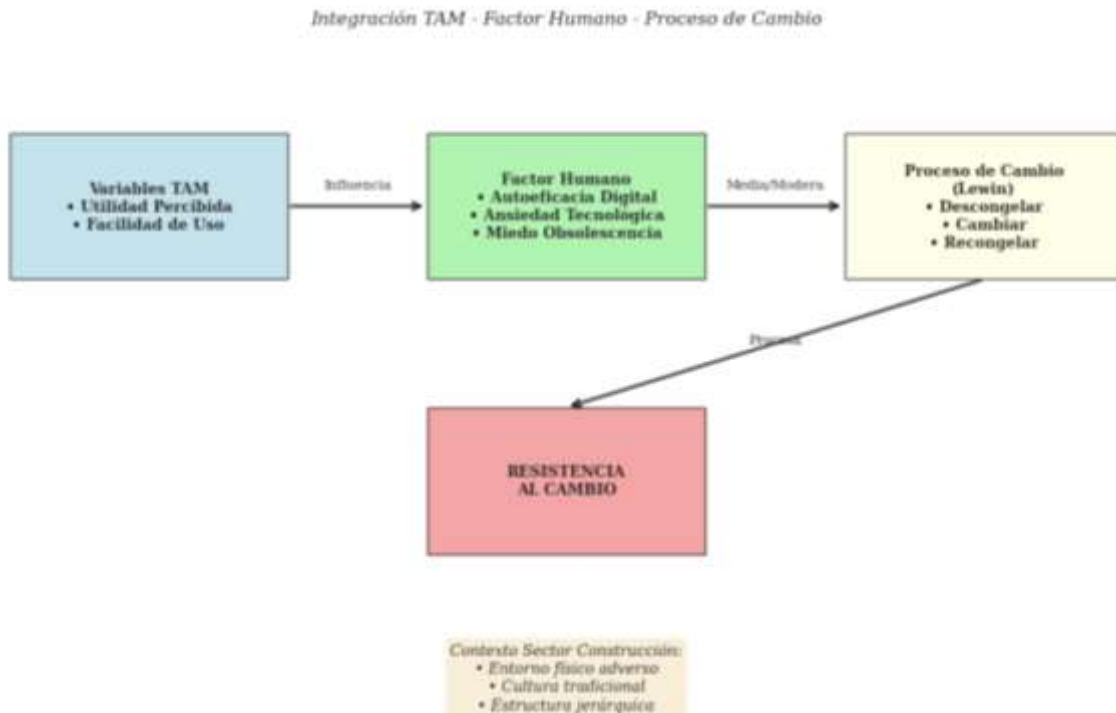 Integración TAM - Factor Humano - Proceso de Cambio
Variables TAM
• Utilidad Percibida
• Facilidad de Uso
Influencia
Factor Humano
• Autoeficacia Digital
• Ansiedad Tecnológica
• Miedo Obsolescencia
Media/Modera
Proceso de Cambio
(Lewin)
• Descongelar
• Cambiar
• Recongelar
RESISTENCIA
AL CAMBIO
Contexto Sector Construcción:
• Entorno físico adverso
• Cultura tradicional
• Estructura jerárquica